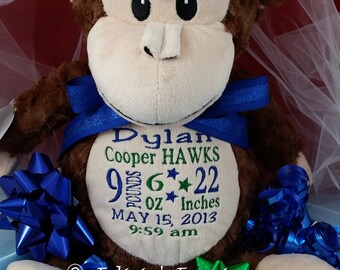 Dylan
Cooper HAWKS
9 POUNDS 6 OZ 22 Inches
MAY 15, 2013
9:59 am